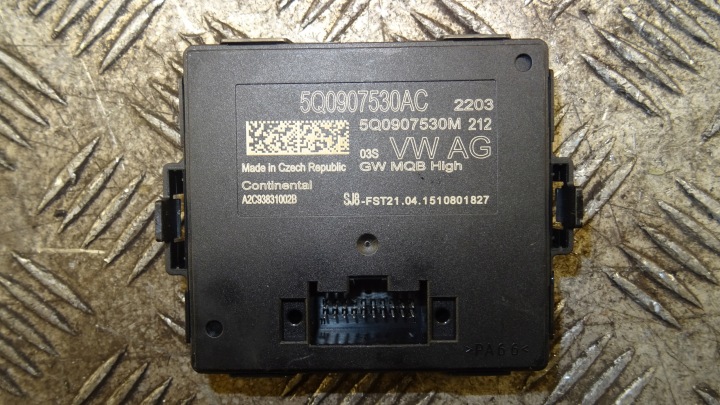 5Q0907530AC 2203
5Q0907530M 212
03S VW AG
Made in Czech Republic GW MQB High
Continental
A2C93831002B SJ8-FST21.04.1510801827
>PA66<